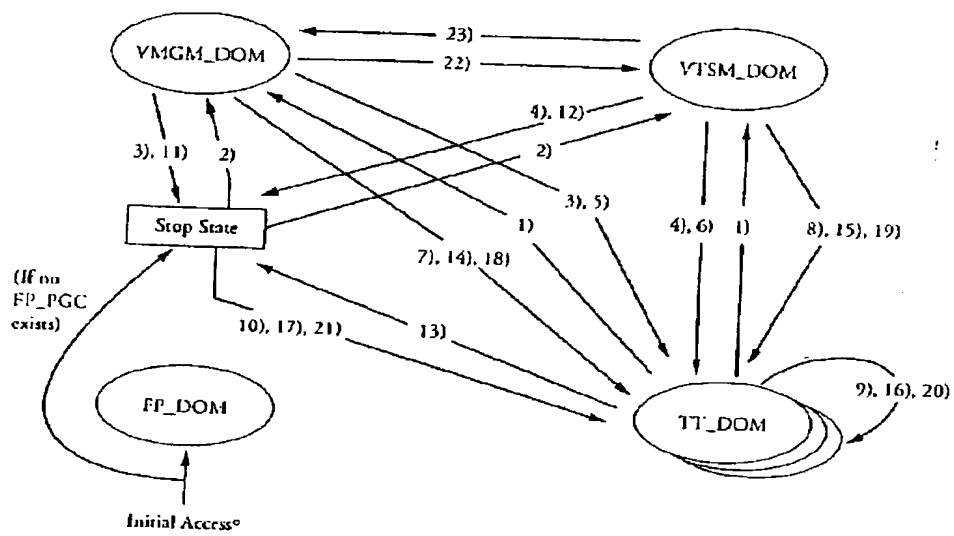 VMGM_DOM
23)
22)
VTSM_DOM
4), 12)
3), 11)
2)
2)
3), 5)
Stop State
1)
4), 6)
1)
8), 15), 19)
7), 14), 18)
(If no
FP_PGC
exists)
10), 17), 21)
13)
9), 16), 20)
FP_DOM
TT_DOM
Initial Access°